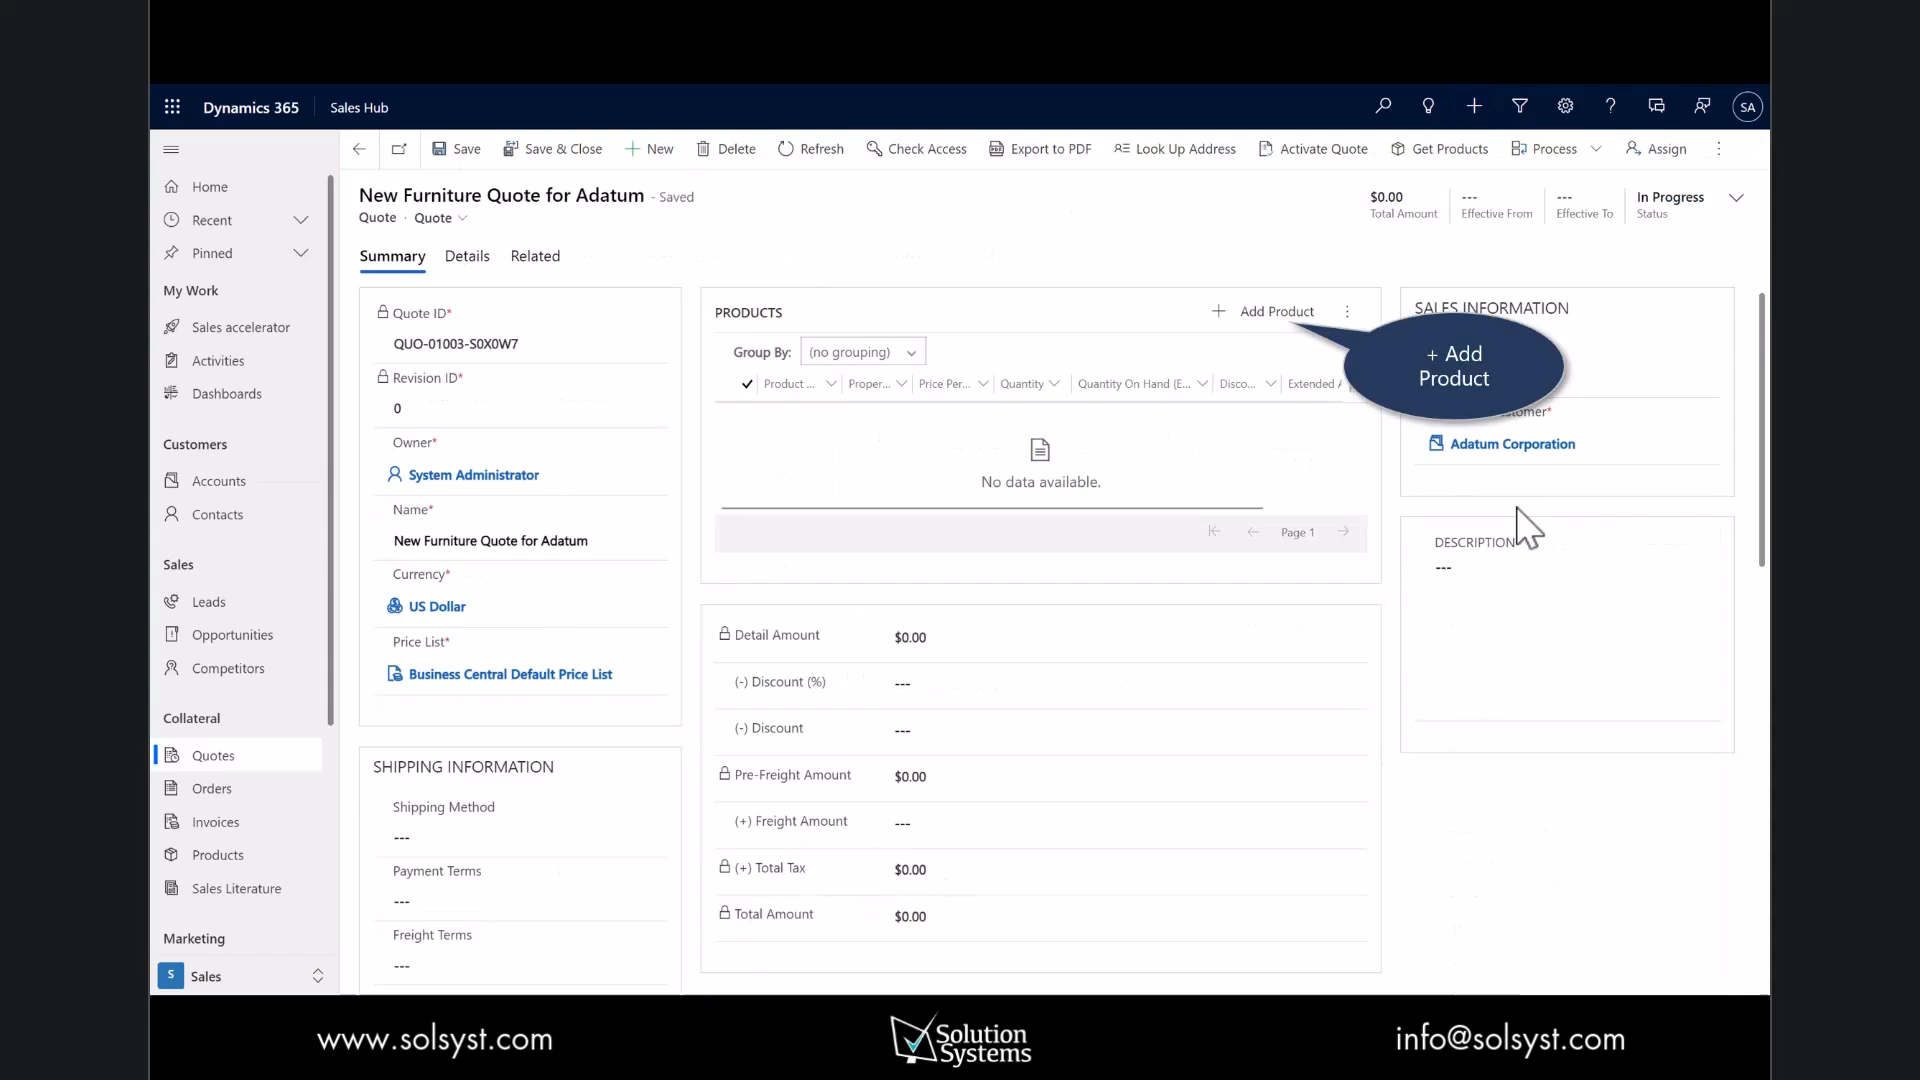 Dynamics 365
Sales Hub
SA
Save
Save & Close
New
Delete
Refresh
Check Access
Export to PDF
Look Up Address
Activate Quote
Get Products
Process
Assign
Home
Recent
Pinned
My Work
Sales accelerator
Activities
Dashboards
Customers
Accounts
Contacts
Sales
Leads
Opportunities
Competitors
Collateral
Quotes
Orders
Invoices
Products
Sales Literature
Marketing
S
Sales
New Furniture Quote for Adatum - Saved
Quote · Quote
$0.00
Total Amount
---
Effective From
---
Effective To
In Progress
Status
Summary
Details
Related
Quote ID*
QUO-01003-S0X0W7
Revision ID*
0
Owner*
System Administrator
Name*
New Furniture Quote for Adatum
Currency*
US Dollar
Price List*
Business Central Default Price List
SHIPPING INFORMATION
Shipping Method
---
Payment Terms
---
Freight Terms
---
PRODUCTS
Add Product
Group By:
(no grouping)
Product ...
Proper...
Price Per...
Quantity
Quantity On Hand (E...
Disco...
Extended A
No data available.
Page 1
Detail Amount
$0.00
(-) Discount (%)
---
(-) Discount
---
Pre-Freight Amount
$0.00
(+) Freight Amount
---
(+) Total Tax
$0.00
Total Amount
$0.00
SALES INFORMATION
+ Add
Product
Adatum Corporation
DESCRIPTION
---
www.solsyst.com
Solution
Systems
info@solsyst.com